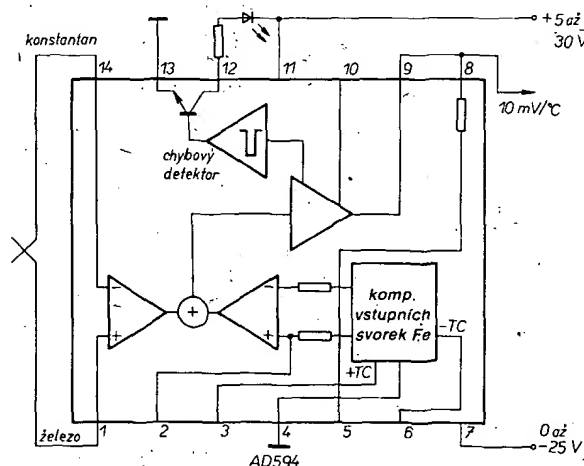 +5 až
30 V
konstantan
14
13
12
11
10
9
8
10 mV/°C
chybový
detektor
+
−
+
−
+
komp.
vstupních
svorek Fe
-TC
+TC
1
2
3
4
5
6
7
železo
0 až
-25 V
AD594